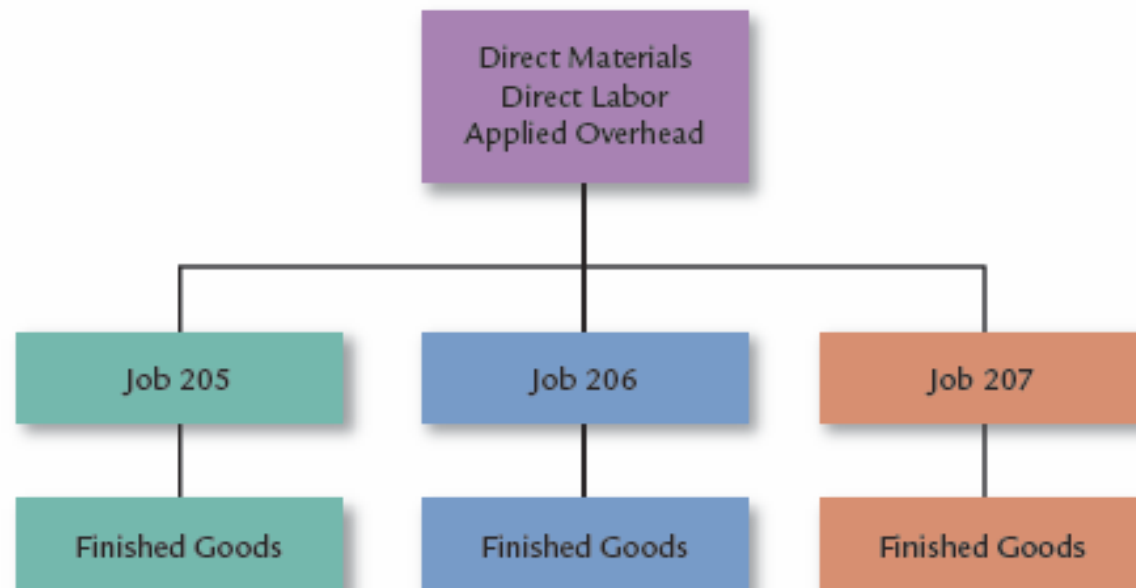 Direct Materials
Direct Labor
Applied Overhead
Job 205
Job 206
Job 207
Finished Goods
Finished Goods
Finished Goods